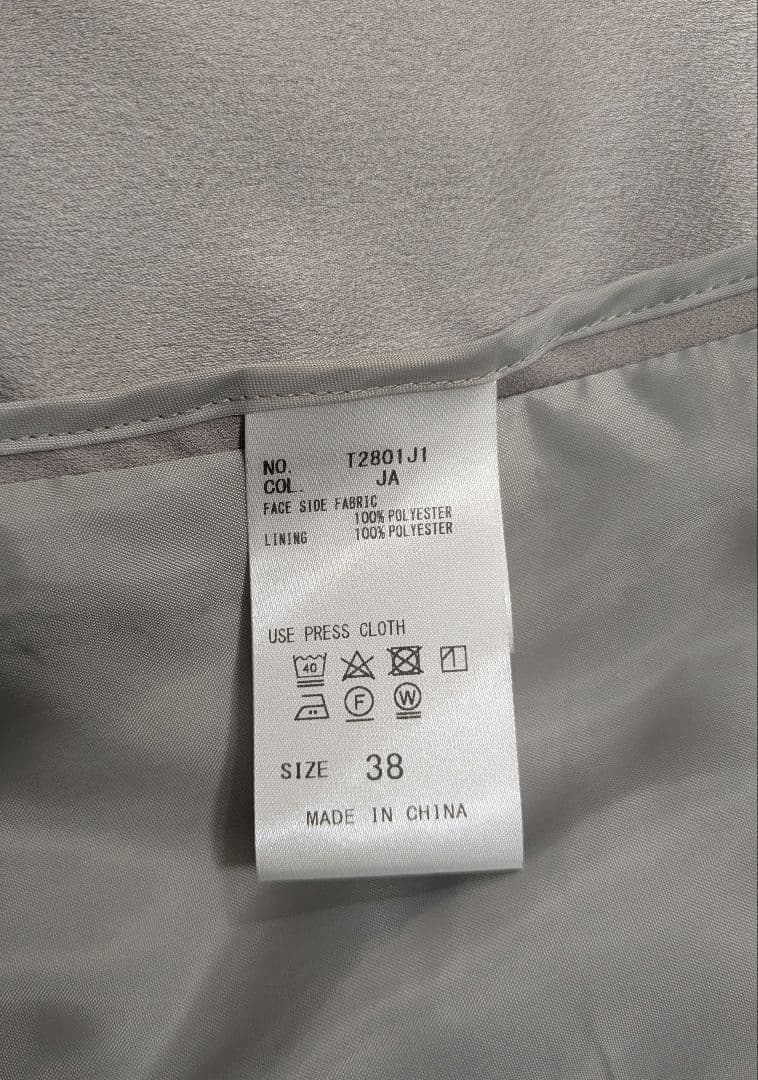 NO. T2801J1
COL. JA
FACE SIDE FABRIC
100% POLYESTER
LINING 100% POLYESTER
USE PRESS CLOTH
40
F W
SIZE 38
MADE IN CHINA